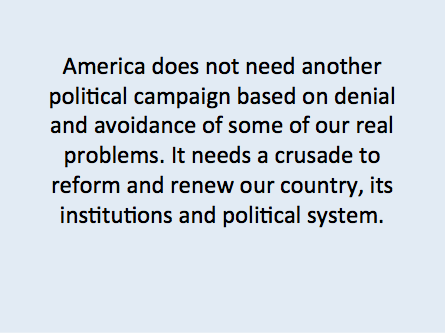 America does not need another
political campaign based on denial
and avoidance of some of our real
problems. It needs a crusade to
reform and renew our country, its
institutions and political system.